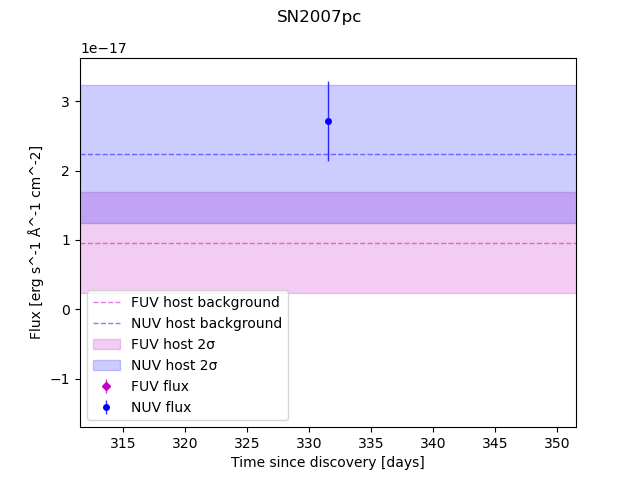 SN2007pc
1e−17
3
2
1
0
−1
Flux [erg s^-1 Å^-1 cm^-2]
FUV host background
NUV host background
FUV host 2σ
NUV host 2σ
FUV flux
NUV flux
315 320 325 330 335 340 345 350
Time since discovery [days]